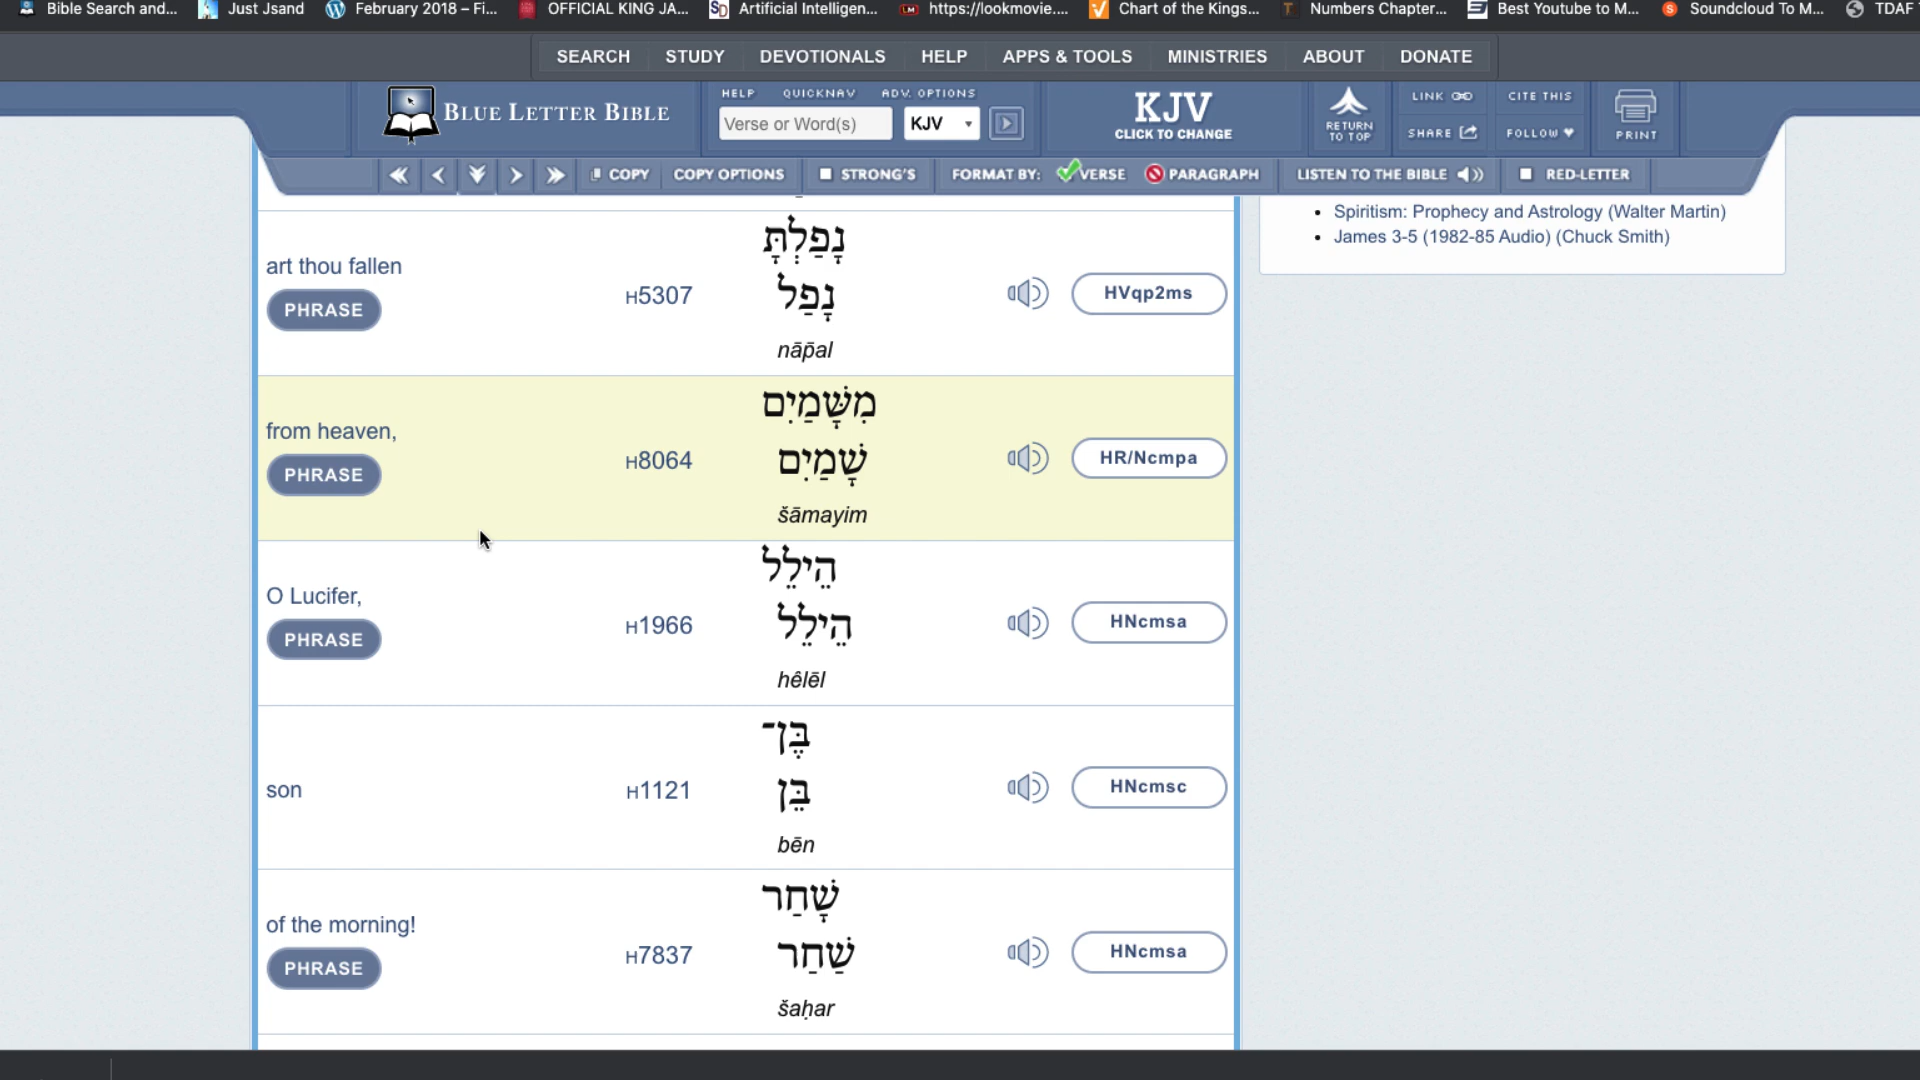 Bible Search and...
Just Jsand
February 2018 – Fi...
OFFICIAL KING JA...
Artificial Intelligen...
https://lookmovie....
Chart of the Kings...
Numbers Chapter...
Best Youtube to M...
Soundcloud To M...
TDAF
SEARCH STUDY DEVOTIONALS HELP APPS & TOOLS MINISTRIES ABOUT DONATE
BLUE LETTER BIBLE
HELP QUICKNAV ADV. OPTIONS
Verse or Word(s) KJV
KJV
CLICK TO CHANGE
RETURN
TO TOP
LINK
CITE THIS
SHARE
FOLLOW
PRINT
COPY COPY OPTIONS STRONG'S FORMAT BY: VERSE PARAGRAPH LISTEN TO THE BIBLE RED-LETTER
Spiritism: Prophecy and Astrology (Walter Martin)
James 3-5 (1982-85 Audio) (Chuck Smith)
art thou fallen
PHRASE
H5307
נָפַלְתָּ
נָפַל
nāp̄al
HVqp2ms
from heaven,
PHRASE
H8064
מִשָּׁמַיִם
שָׁמַיִם
šāmayim
HR/Ncmpa
O Lucifer,
PHRASE
H1966
הֵילֵל
הֵילֵל
hêlēl
HNcmsa
son
H1121
בֶּן־
בֵּן
bēn
HNcmsc
of the morning!
PHRASE
H7837
שָׁחַר
שַׁחַר
šaḥar
HNcmsa